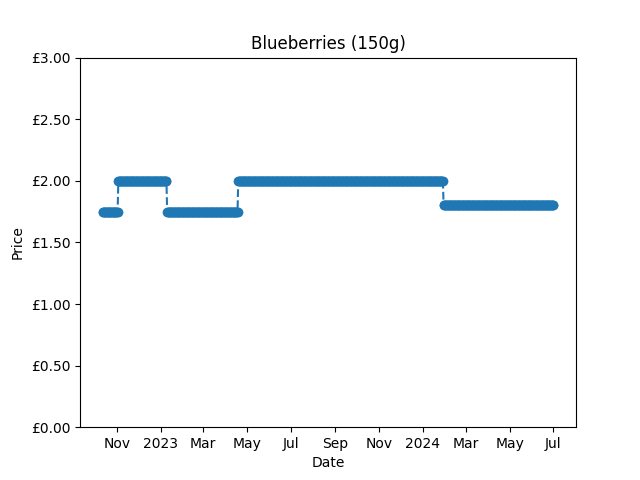 Blueberries (150g)
£3.00
£2.50
£2.00
£1.50
£1.00
£0.50
£0.00
Price
Nov 2023 Mar May Jul Sep Nov 2024 Mar May Jul
Date